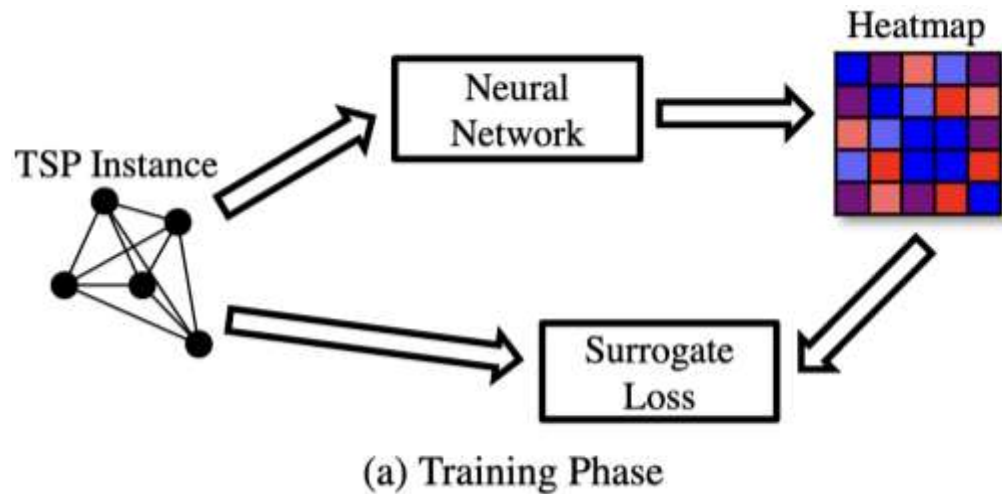 Heatmap
Neural
Network
TSP Instance
Surrogate
Loss
(a) Training Phase